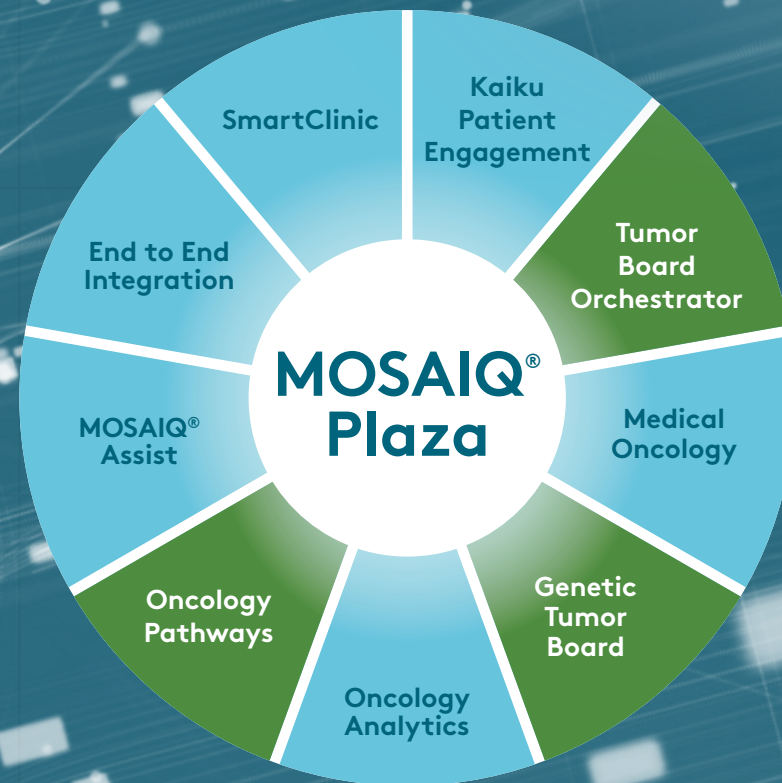 SmartClinic
Kaiku
Patient
Engagement
Tumor
Board
Orchestrator
Medical
Oncology
Genetic
Tumor
Board
Oncology
Analytics
Oncology
Pathways
MOSAIQ®
Assist
End to End
Integration
MOSAIQ®
Plaza